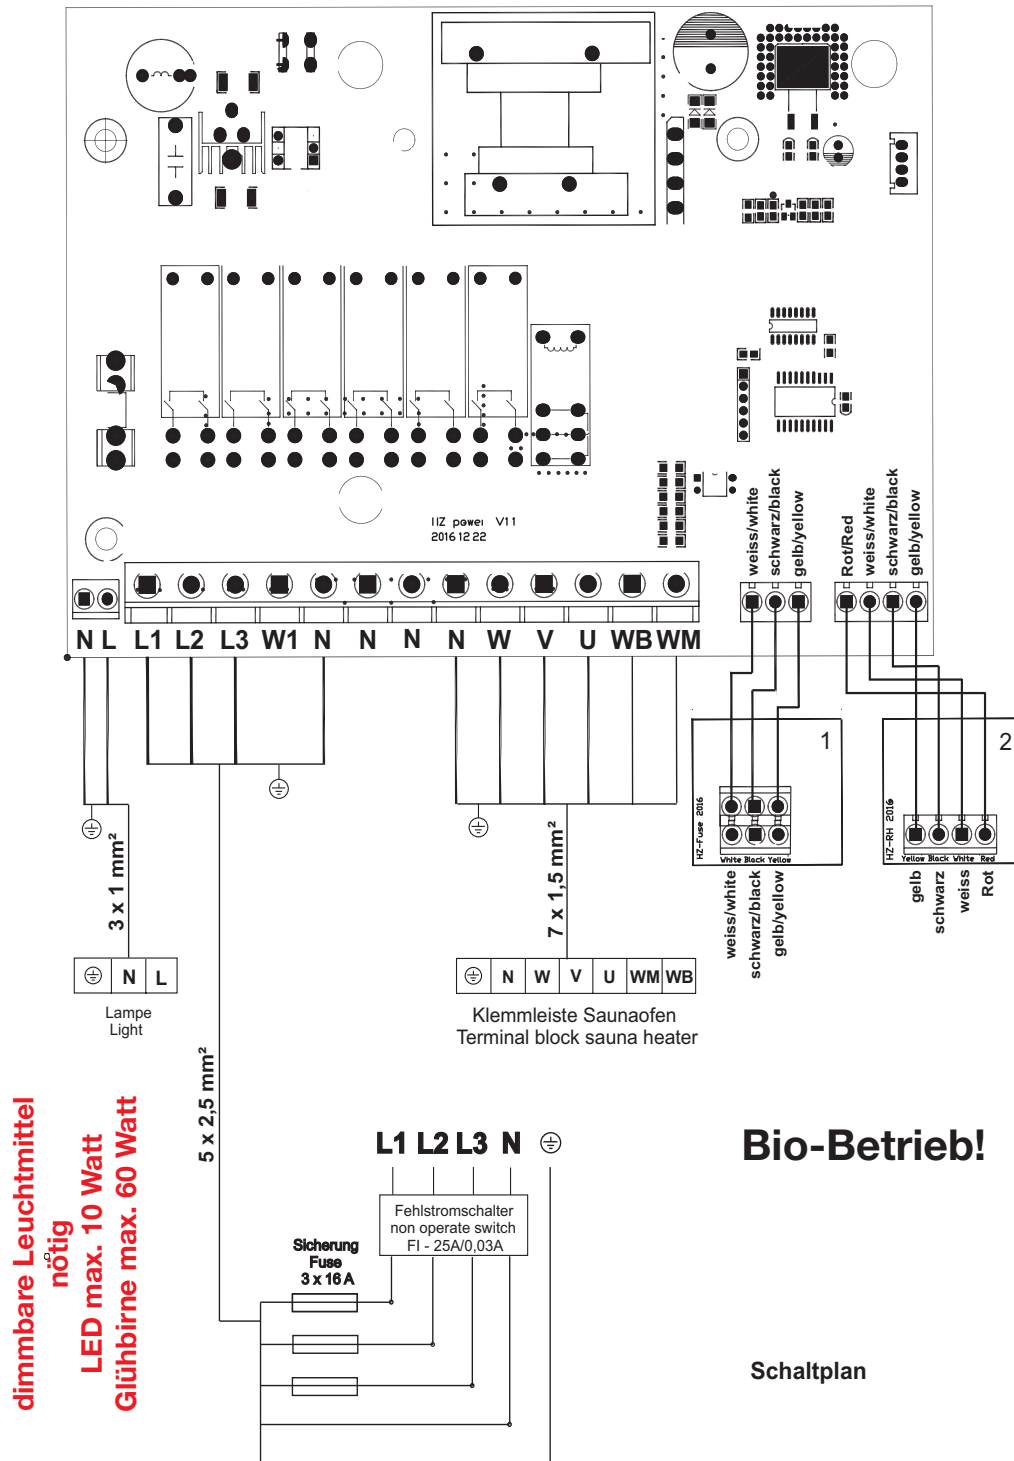 IIZ power V11
2016 12 22
weiss/white
schwarz/black
gelb/yellow
Rot/Red
weiss/white
schwarz/black
gelb/yellow
N L L1 L2 L3 W1 N N N N W V U WB WM
1
2
HZ-Fuse 2016
White Black Yellow
HZ-RH 2016
Yellow Black White Red
weiss/white
schwarz/black
gelb/yellow
gelb
schwarz
weiss
Rot
3 x 1 mm²
7 x 1,5 mm²
N L
Lampe
Light
N W V U WM WB
Klemmleiste Saunaofen
Terminal block sauna heater
5 x 2,5 mm²
dimmbare Leuchtmittel
nötig
LED max. 10 Watt
Glühbirne max. 60 Watt
L1 L2 L3 N
Fehlstromschalter
non operate switch
FI - 25A/0,03A
Sicherung
Fuse
3 x 16 A
Bio-Betrieb!
Schaltplan